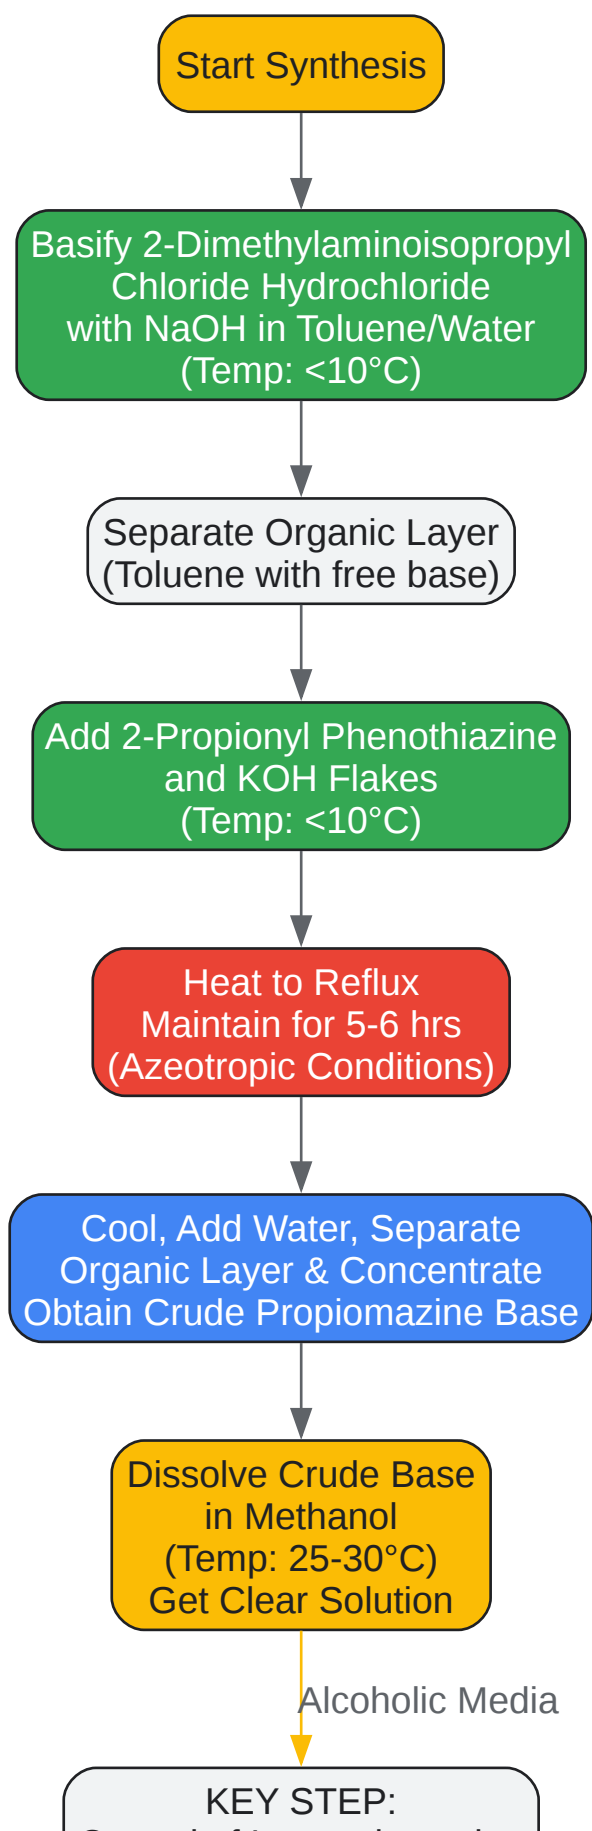 Start Synthesis
Basify 2-Dimethylaminoisopropyl
Chloride Hydrochloride
with NaOH in Toluene/Water
(Temp: <10°C)
Separate Organic Layer
(Toluene with free base)
Add 2-Propionyl Phenothiazine
and KOH Flakes
(Temp: <10°C)
Heat to Reflux
Maintain for 5-6 hrs
(Azeotropic Conditions)
Cool, Add Water, Separate
Organic Layer & Concentrate
Obtain Crude Propiomazine Base
Dissolve Crude Base
in Methanol
(Temp: 25-30°C)
Get Clear Solution
Alcoholic Media
KEY STEP: